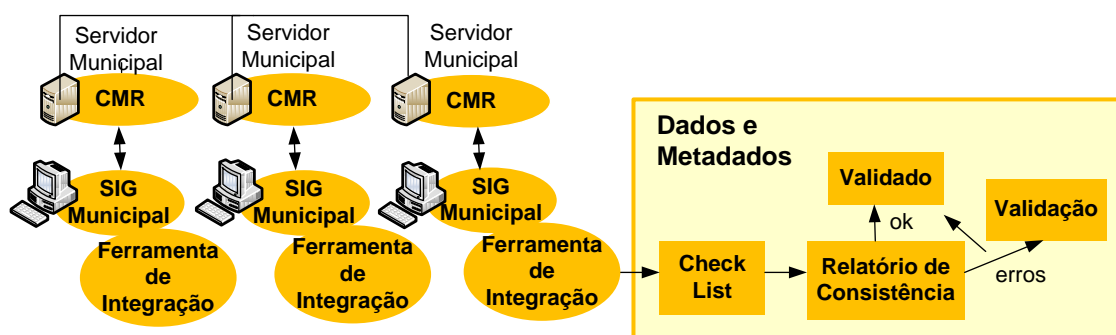 Servidor
Municipal
CMR
SIG
Municipal
Ferramenta
de
Integração
Servidor
Municipal
CMR
SIG
Municipal
Ferramenta
de
Integração
Servidor
Municipal
CMR
SIG
Municipal
Ferramenta
de
Integração
Dados e
Metadados
Check
List
Relatório de
Consistência
ok
Validado
erros
Validação